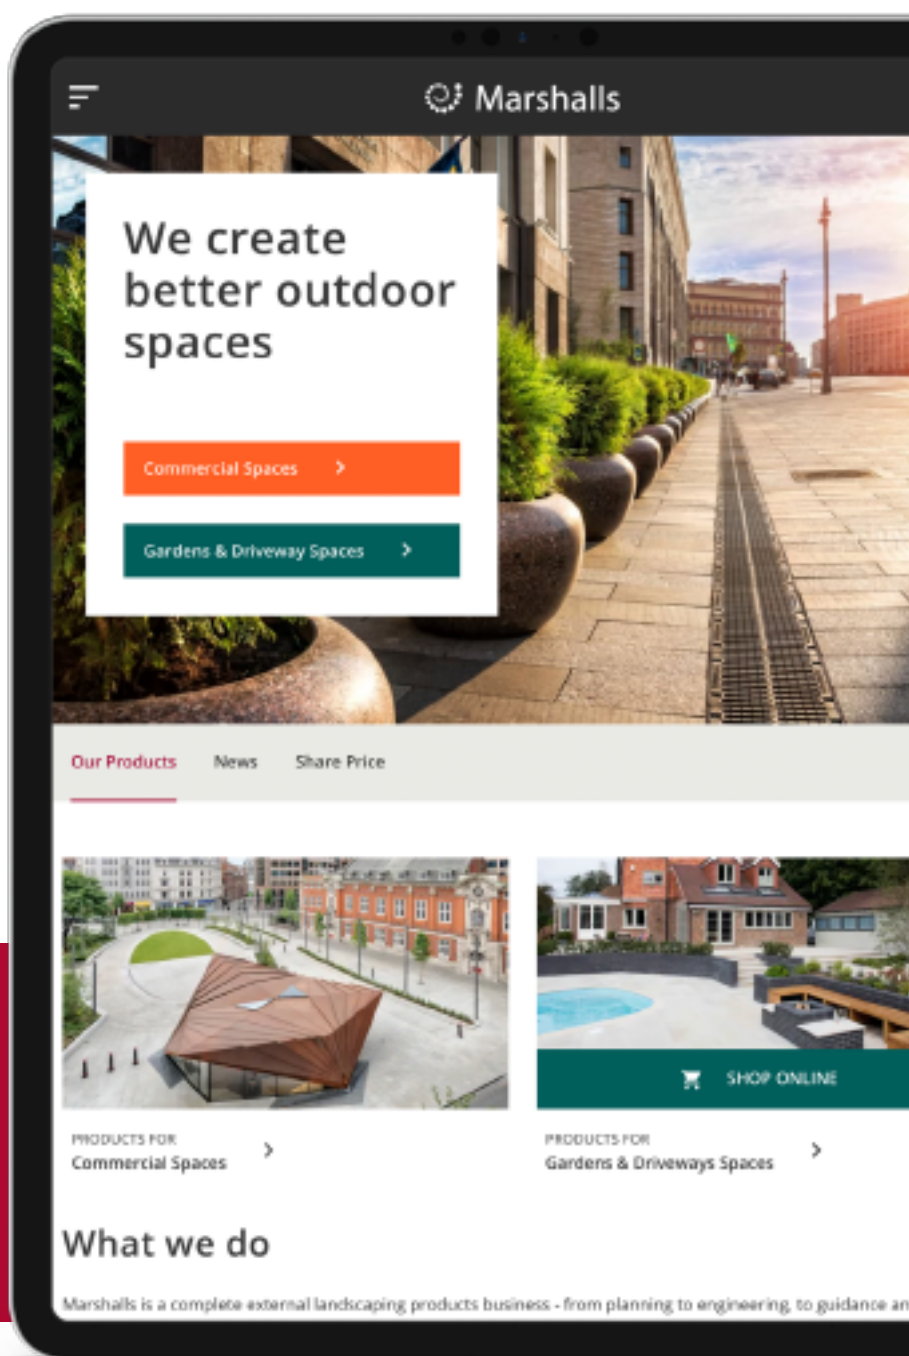 Marshalls
We create
better outdoor
spaces
Commercial Spaces
Gardens & Driveway Spaces
Our Products News Share Price
SHOP ONLINE
PRODUCTS FOR
Commercial Spaces
PRODUCTS FOR
Gardens & Driveways Spaces
What we do
Marshalls is a complete external landscaping products business - from planning to engineering, to guidance an